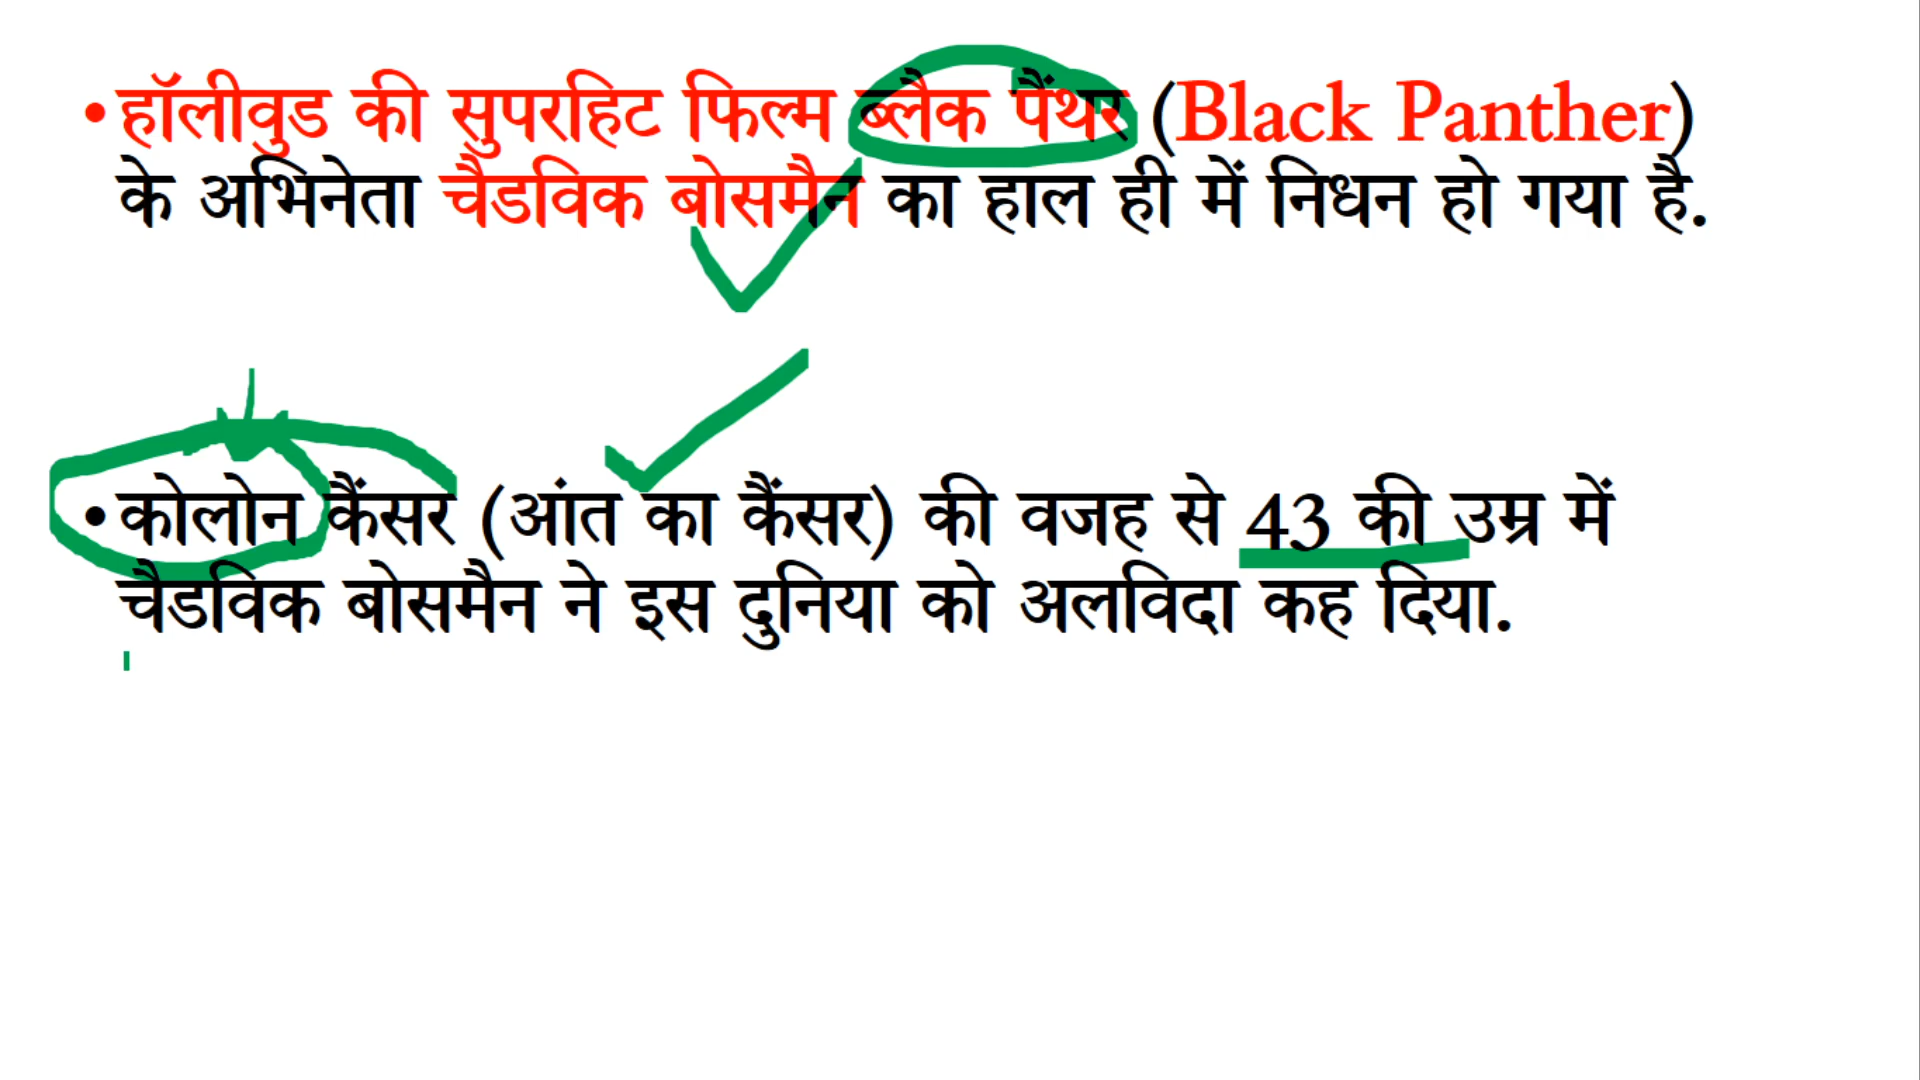 •हॉलीवुड की सुपरहिट फिल्म ब्लैक पैंथर (Black Panther)
के अभिनेता चैडविक बोसमैन का हाल ही में निधन हो गया है.
•कोलोन कैंसर (आंत का कैंसर) की वजह से 43 की उम्र में
चैडविक बोसमैन ने इस दुनिया को अलविदा कह दिया.